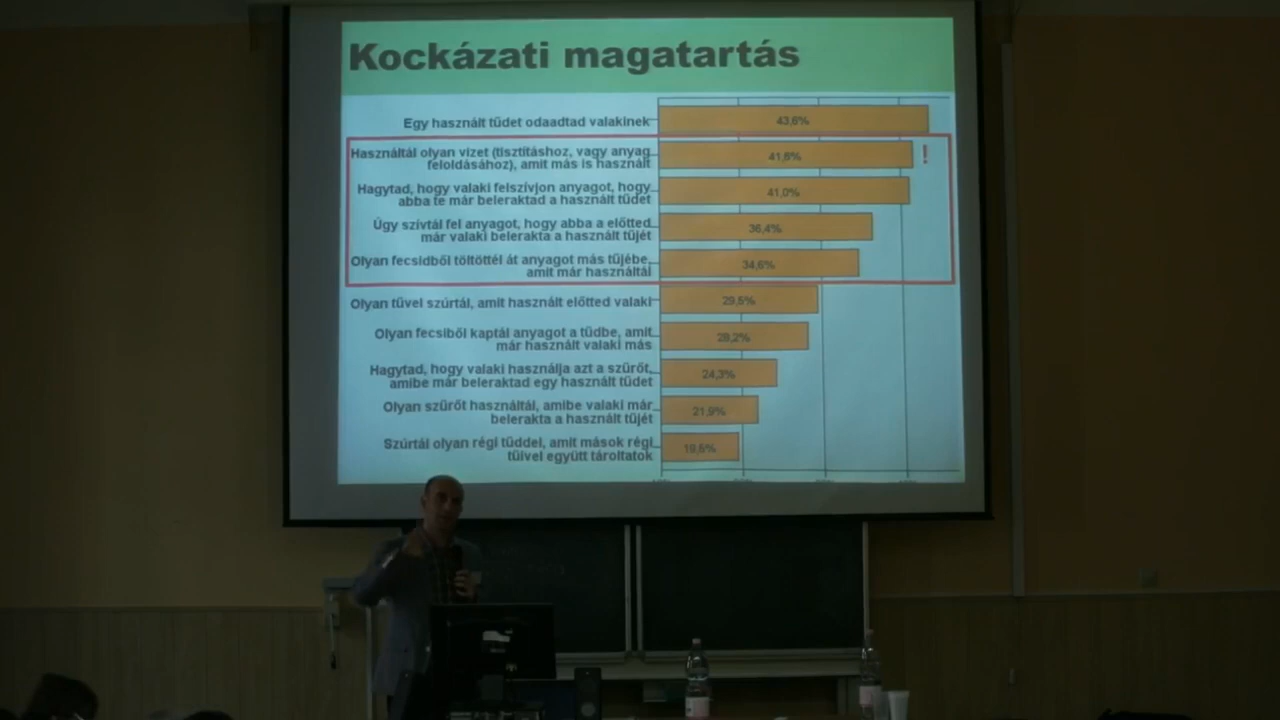 Kockázati magatartás
Egy használt tűdet odaadtad valakinek
43,6%
Használtál olyan vizet (tisztításhoz, vagy anyag
feloldásához), amit más is használt
41,6%
!
Hagytad, hogy valaki felszívjon anyagot, hogy
abba te már beleraktad a használt tűdet
41,0%
Úgy szívtál fel anyagot, hogy abba a előtted
már valaki belerakta a használt tűjét
36,4%
Olyan fecsidből töltöttél át anyagot más tűjébe,
amit már használtál
34,6%
Olyan tűvel szúrtál, amit használt előtted valaki
29,6%
Olyan fecsiből kaptál anyagot a tűdbe, amit
már használt valaki más
28,2%
Hagytad, hogy valaki használja azt a szűrőt,
amibe már beleraktad egy használt tűdet
24,3%
Olyan szűrőt használtál, amibe valaki már
belerakta a használt tűjét
21,9%
Szúrtál olyan régi tűddel, amit mások régi
tűivel együtt tároltatok
19,6%